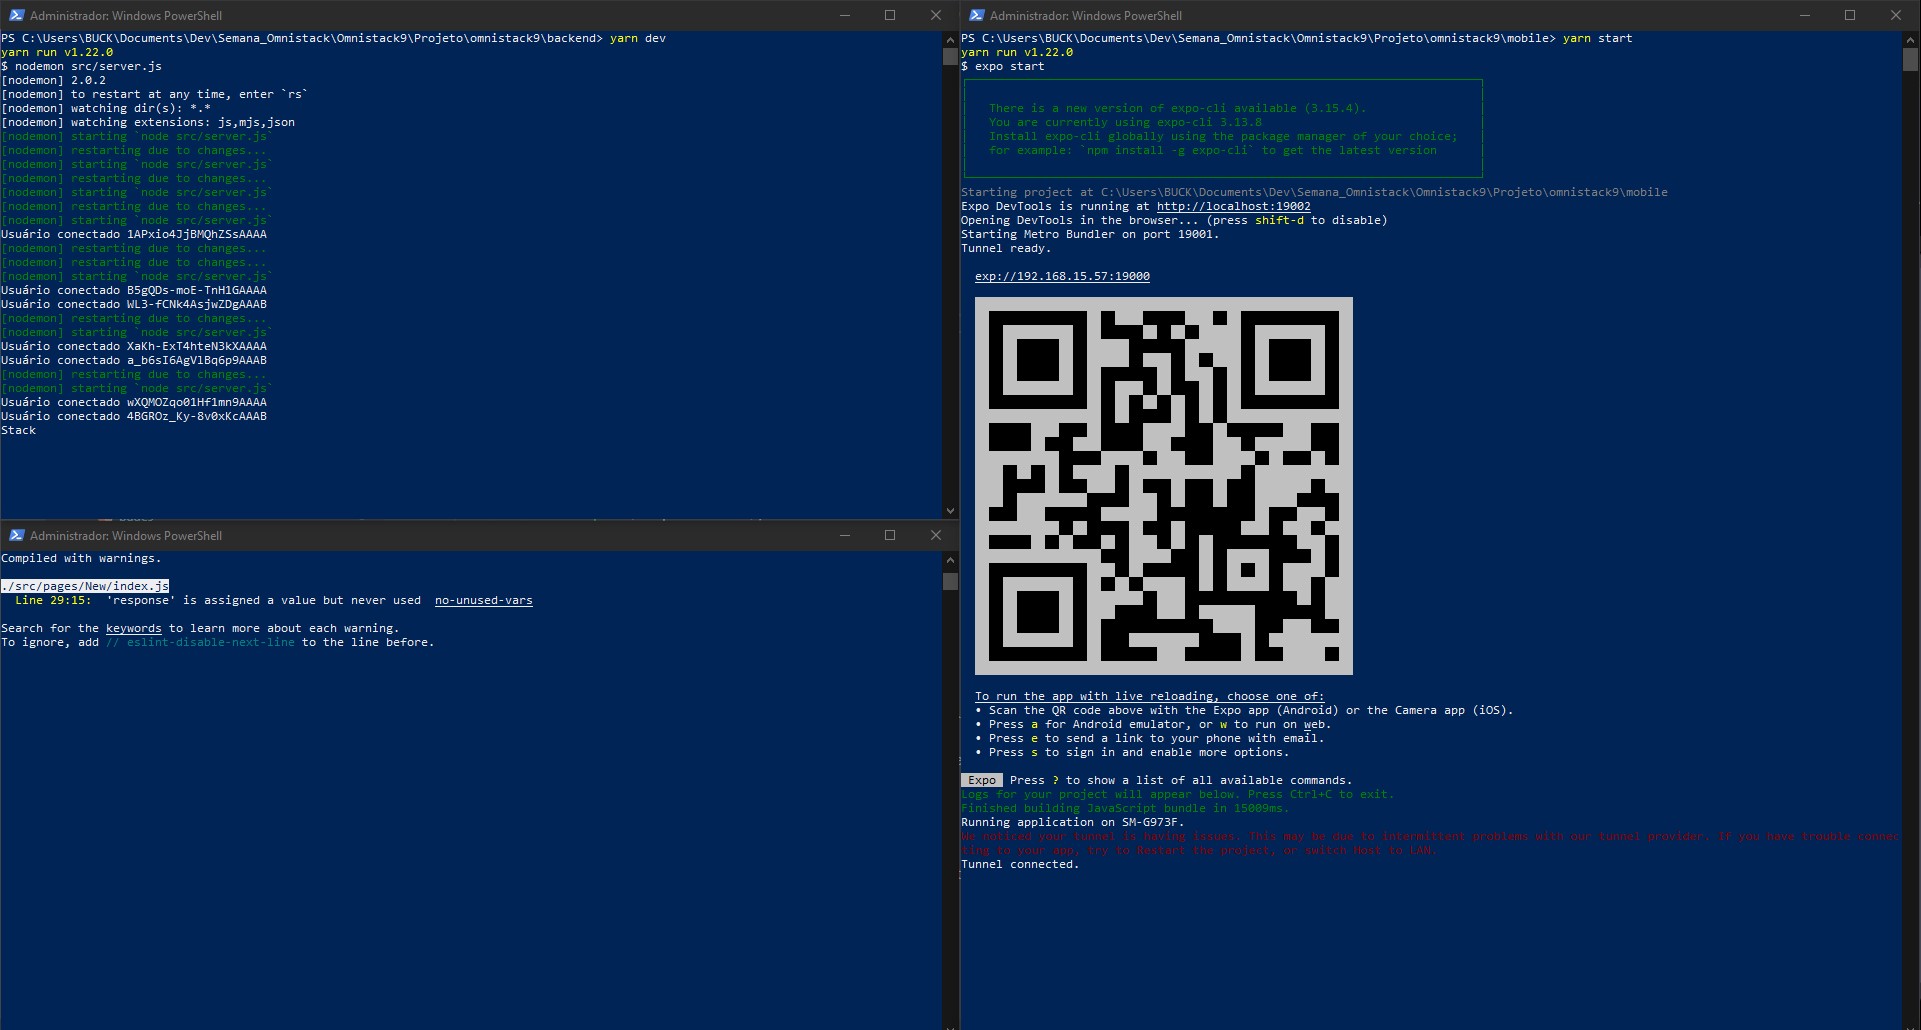 Administrador: Windows PowerShell
PS C:\Users\BUCK\Documents\Dev\Semana_Omnistack\Omnistack9\Projeto\omnistack9\backend> yarn dev
yarn run v1.22.0
$ nodemon src/server.js
[nodemon] 2.0.2
[nodemon] to restart at any time, enter `rs`
[nodemon] watching dir(s): *.*
[nodemon] watching extensions: js,mjs,json
[nodemon] starting `node src/server.js`
[nodemon] restarting due to changes...
[nodemon] starting `node src/server.js`
[nodemon] restarting due to changes...
[nodemon] starting `node src/server.js`
[nodemon] restarting due to changes...
[nodemon] starting `node src/server.js`
Usuário conectado 1APxio4JjBMQhZSsAAAA
[nodemon] restarting due to changes...
[nodemon] restarting due to changes...
[nodemon] starting `node src/server.js`
Usuário conectado B5gQDs-moE-TnH1GAAAA
Usuário conectado WL3-fCNk4AsjwZDgAAAB
[nodemon] restarting due to changes...
[nodemon] starting `node src/server.js`
Usuário conectado XaKh-ExT4hteN3kXAAAA
Usuário conectado a_b6sI6AgVlBq6p9AAAB
[nodemon] restarting due to changes...
[nodemon] starting `node src/server.js`
Usuário conectado wXQMOZqo01Hf1mn9AAAA
Usuário conectado 4BGROz_Ky-8v0xKcAAAB
Stack
Administrador: Windows PowerShell
Compiled with warnings.
./src/pages/New/index.js
Line 29:15:  'response' is assigned a value but never used  no-unused-vars
Search for the keywords to learn more about each warning.
To ignore, add // eslint-disable-next-line to the line before.
Administrador: Windows PowerShell
PS C:\Users\BUCK\Documents\Dev\Semana_Omnistack\Omnistack9\Projeto\omnistack9\mobile> yarn start
yarn run v1.22.0
$ expo start
There is a new version of expo-cli available (3.15.4).
You are currently using expo-cli 3.13.8
Install expo-cli globally using the package manager of your choice;
for example: `npm install -g expo-cli` to get the latest version
Starting project at C:\Users\BUCK\Documents\Dev\Semana_Omnistack\Omnistack9\Projeto\omnistack9\mobile
Expo DevTools is running at http://localhost:19002
Opening DevTools in the browser... (press shift-d to disable)
Starting Metro Bundler on port 19001.
Tunnel ready.
exp://192.168.15.57:19000
To run the app with live reloading, choose one of:
• Scan the QR code above with the Expo app (Android) or the Camera app (iOS).
• Press a for Android emulator, or w to run on web.
• Press e to send a link to your phone with email.
• Press s to sign in and enable more options.
Expo  Press ? to show a list of all available commands.
Logs for your project will appear below. Press Ctrl+C to exit.
Finished building JavaScript bundle in 15009ms.
Running application on SM-G973F.
We noticed your tunnel is having issues. This may be due to intermittent problems with our tunnel provider. If you have trouble connec
ting to your app, try to Restart the project, or switch Host to LAN.
Tunnel connected.